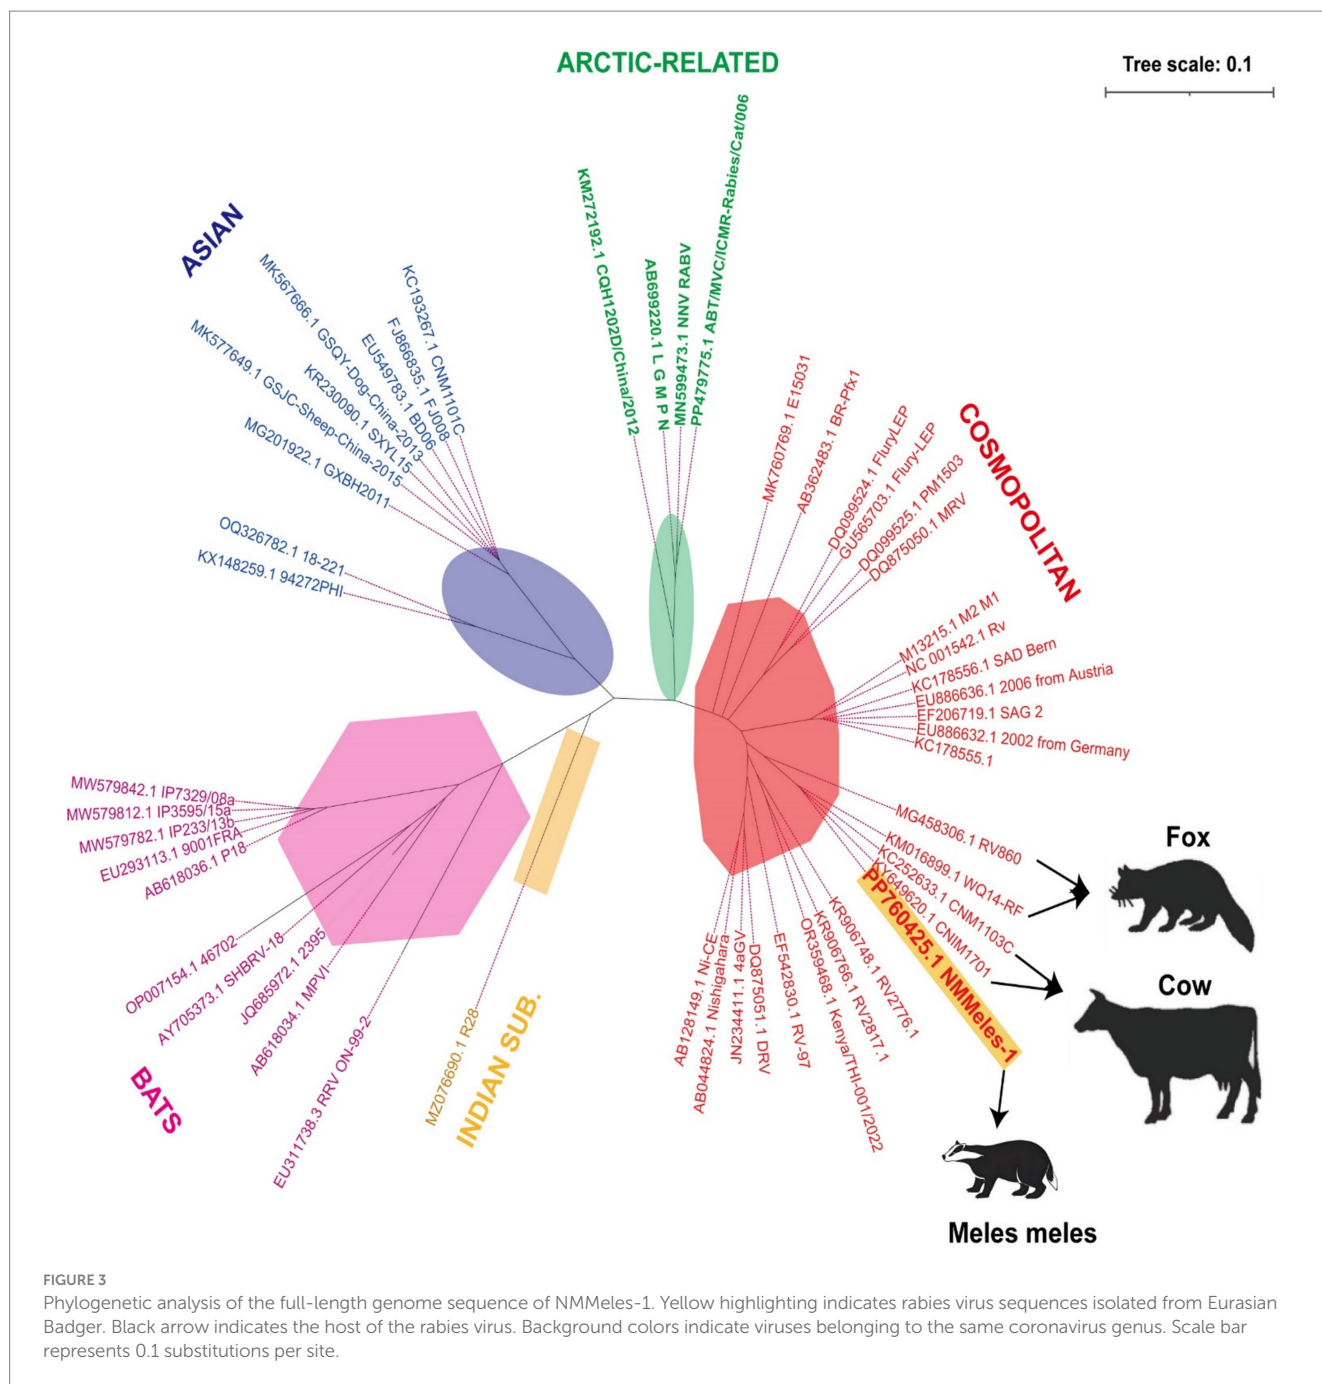 ARCTIC-RELATED
Tree scale: 0.1
ASIAN
COSMOPOLITAN
BATS
INDIAN SUB.
KM272192.1 CQH1202D/China/2012
AB699220.1 L G M P N
MN599473.1 NNV RABV
PP479775.1 ABT/MVC/ICMR-Rabies/Cat/006
KC193267.1 CNM1101C
FJ866835.1 FJ008
EU549783.1 BD06
MK567666.1 GSQY-Dog-China-2013
KR230090.1 SXYL15
MK577649.1 GSJC-Sheep-China-2015
MG201922.1 GXBH2011
OQ326782.1 18-221
KX148259.1 94272PHI
MK760769.1 E15031
AB362483.1 BR-Pfx1
DQ099524.1 FluryLEP
GU565703.1 Flury-LEP
DQ099525.1 PM1503
DQ875050.1 MRV
M13215.1 M2 M1
NC 001542.1 Rv
KC178556.1 SAD Bern
EU886636.1 2006 from Austria
EF206719.1 SAG 2
EU886632.1 2002 from Germany
KC178555.1
MG458306.1 RV860
KM016899.1 WQ14-RF
KC252633.1 CNM1103C
KY649620.1 CNIM1701
PP760425.1 NMMeles-1
KR906748.1 RV2776.1
KR906766.1 RV2817.1
OR359468.1 Kenya/THI-001/2022
EF542830.1 RV-97
DQ875051.1 DRV
JN234411.1 4aGV
AB044824.1 Nishigahara
AB128149.1 Ni-CE
MZ076690.1 R28
EU311738.3 RRV ON-99-2
AB618034.1 MPVI
JQ685972.1 2395
AY705373.1 SHBRV-18
OP007154.1 46702
AB618036.1 P18
EU293113.1 9001FRA
MW579782.1 IP233/13b
MW579812.1 IP3595/15a
MW579842.1 IP7329/08a
Fox
Cow
Meles meles
FIGURE 3
Phylogenetic analysis of the full-length genome sequence of NMMeles-1. Yellow highlighting indicates rabies virus sequences isolated from Eurasian
Badger. Black arrow indicates the host of the rabies virus. Background colors indicate viruses belonging to the same coronavirus genus. Scale bar
represents 0.1 substitutions per site.